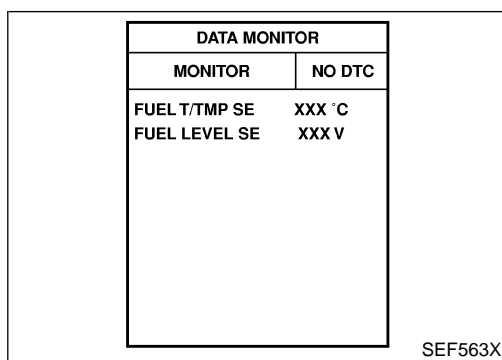 DATA MONITOR
MONITOR NO DTC
FUEL T/TMP SE XXX °C
FUEL LEVEL SE XXX V
SEF563X